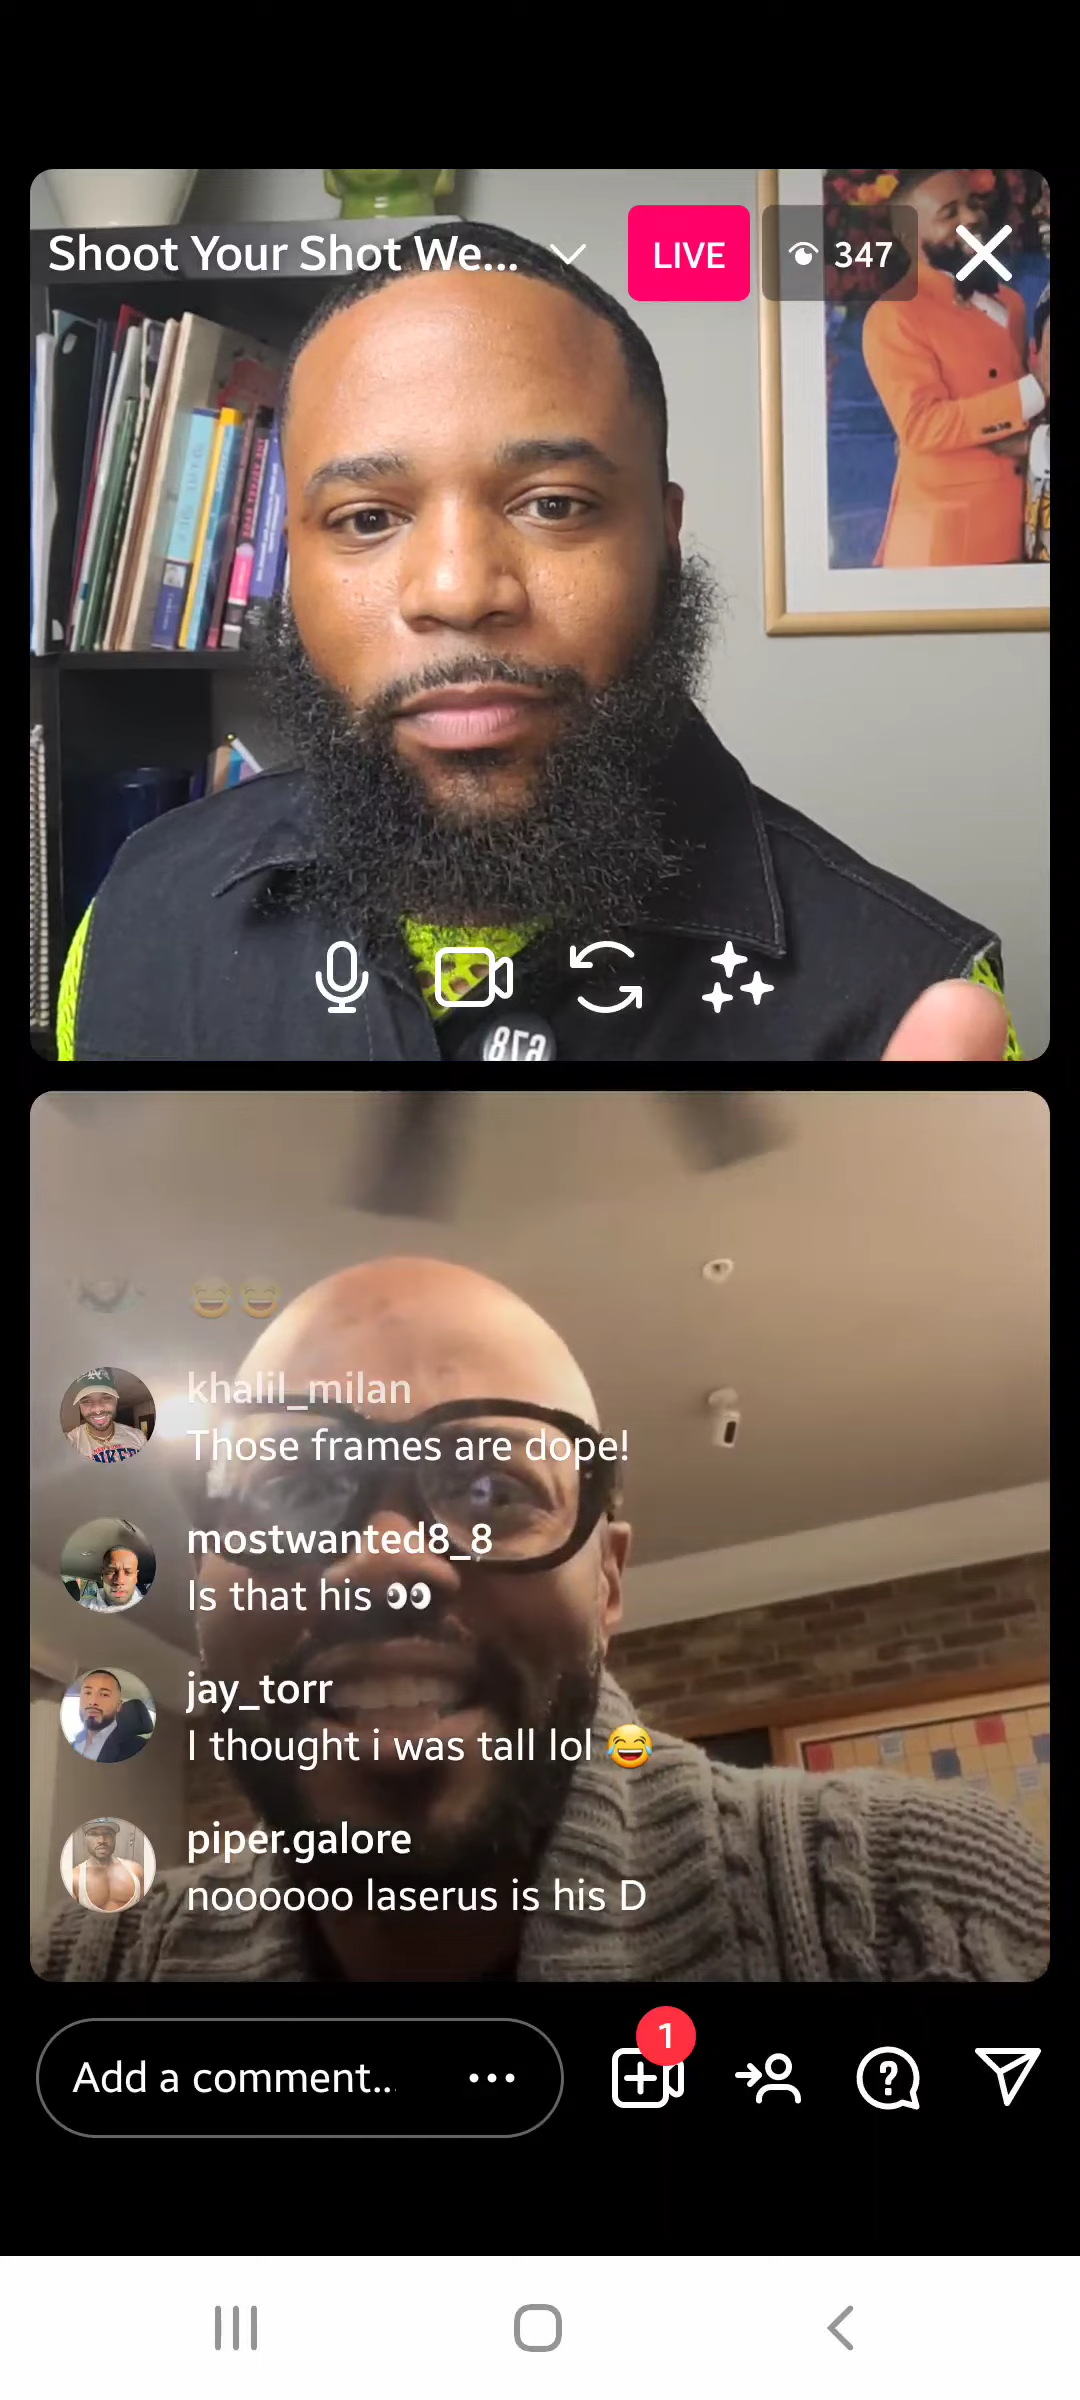 Shoot Your Shot We...
LIVE
347
khalil_milan
Those frames are dope!
mostwanted8_8
Is that his 👀
jay_torr
I thought i was tall lol 😂
piper.galore
noooooo laserus is his D
Add a comment...
1